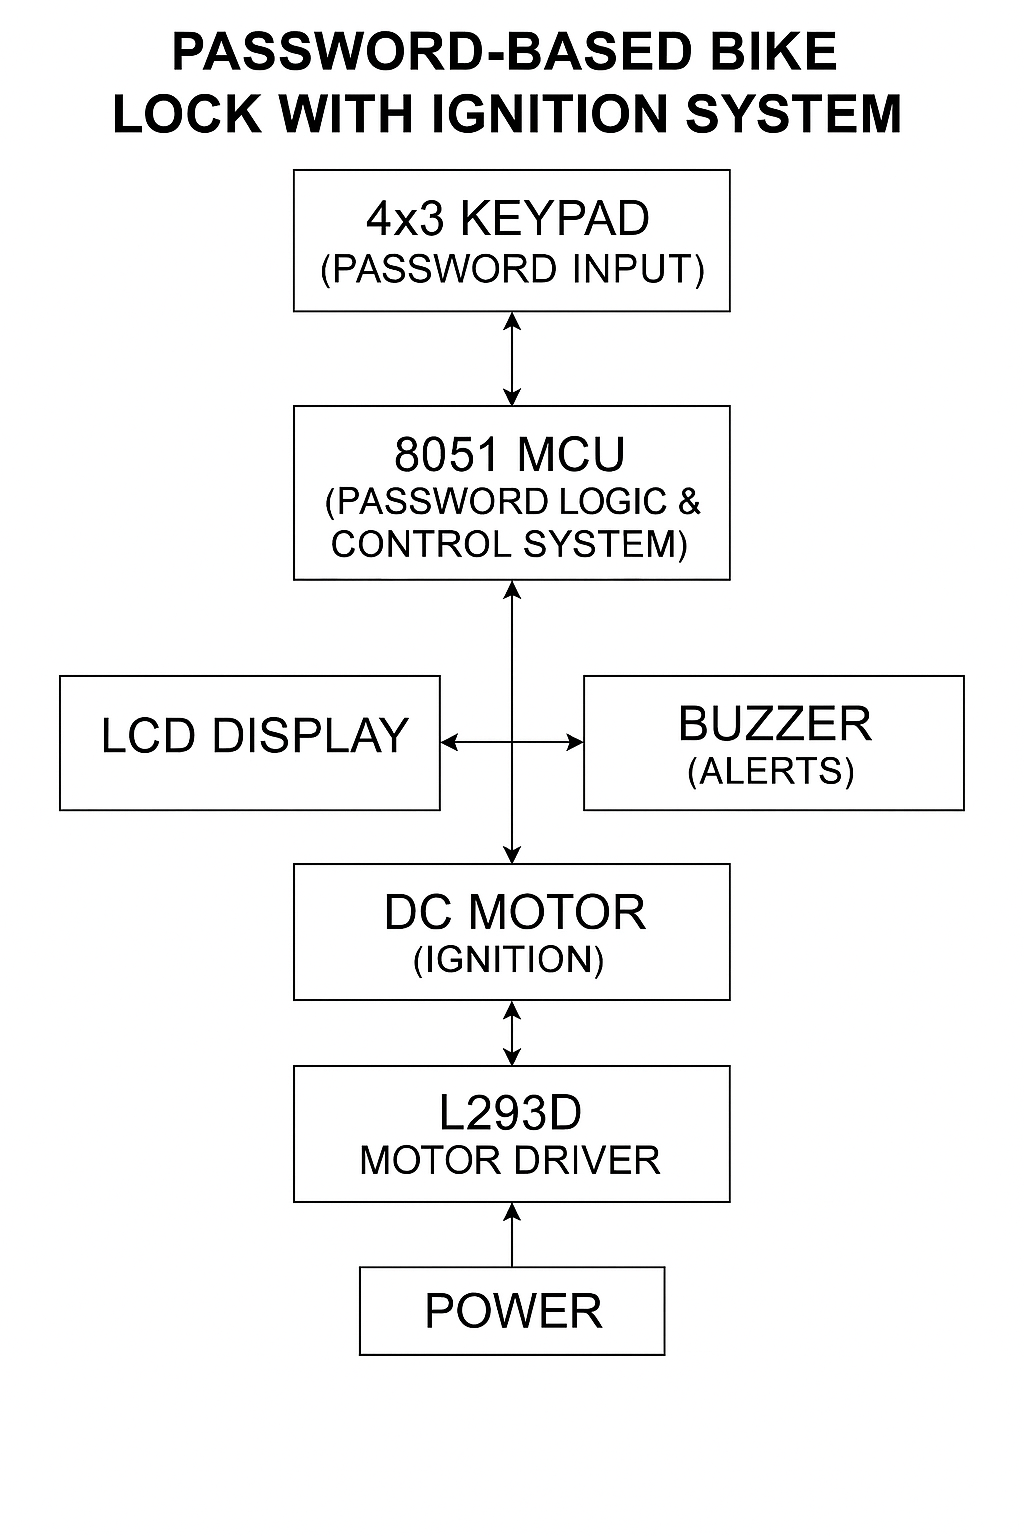 PASSWORD-BASED BIKE
LOCK WITH IGNITION SYSTEM
4x3 KEYPAD
(PASSWORD INPUT)
8051 MCU
(PASSWORD LOGIC &
CONTROL SYSTEM)
LCD DISPLAY
BUZZER
(ALERTS)
DC MOTOR
(IGNITION)
L293D
MOTOR DRIVER
POWER